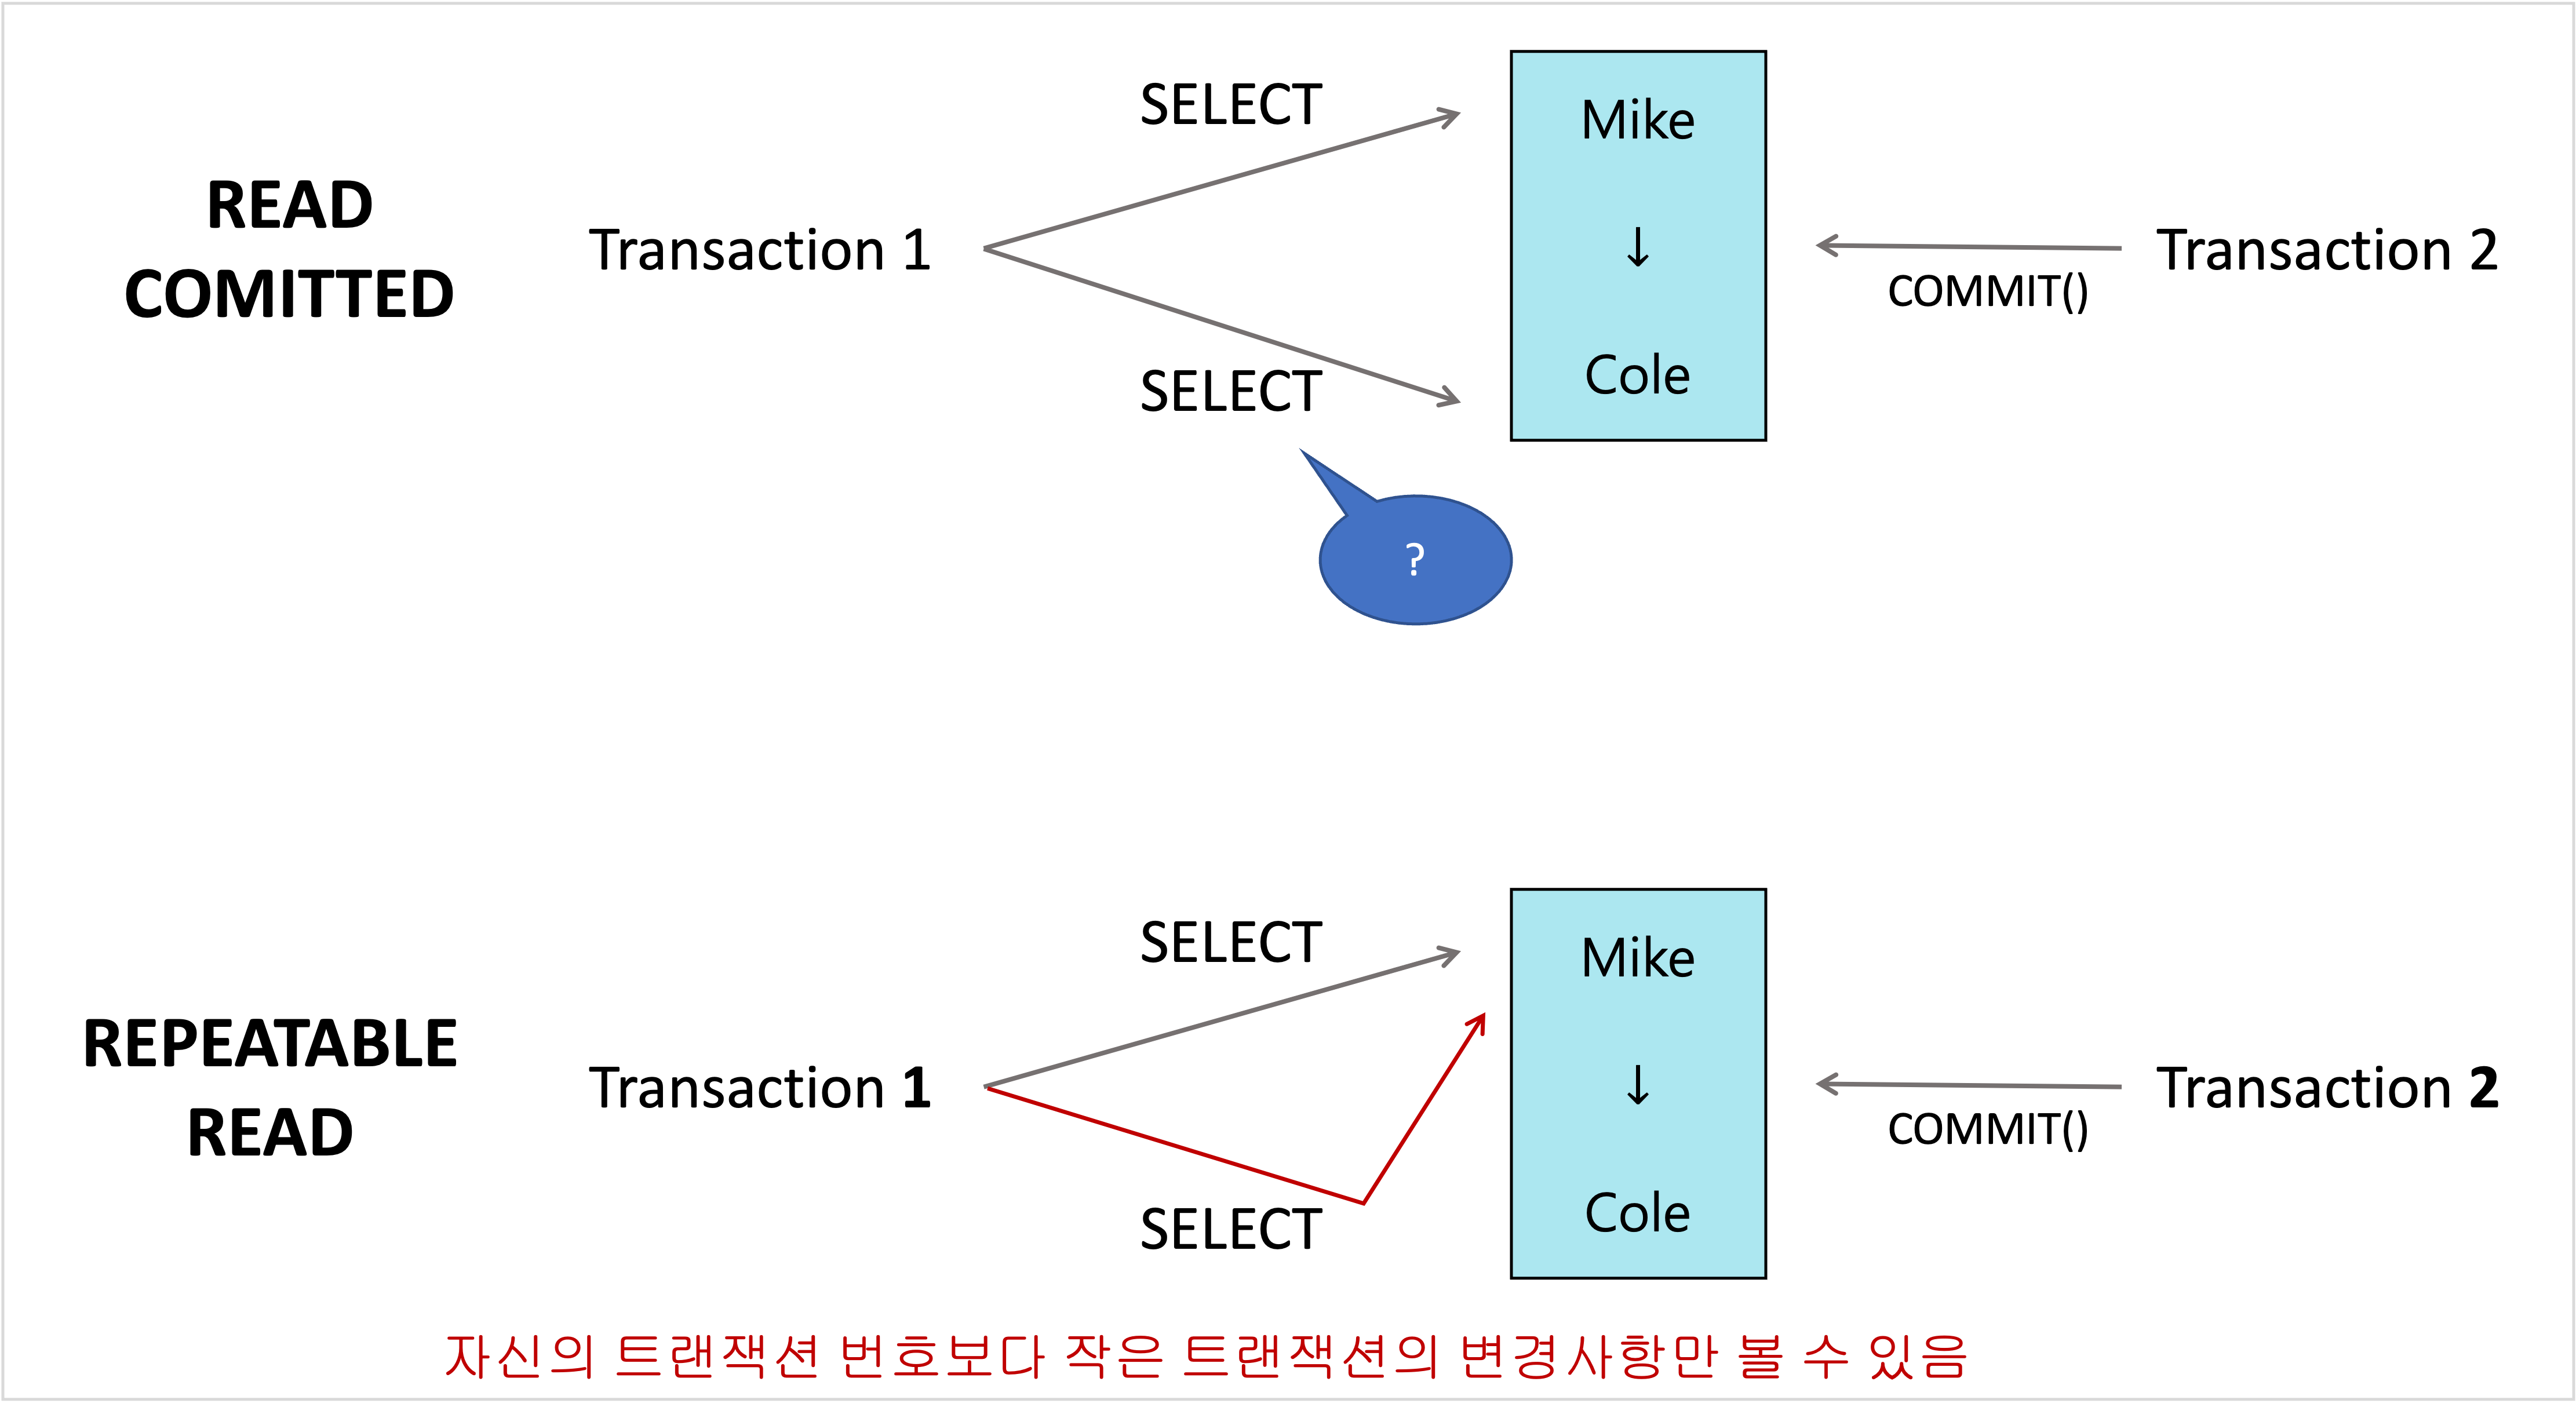 READ
COMITTED
Transaction 1
SELECT
SELECT
?
Mike
↓
Cole
COMMIT()
Transaction 2
REPEATABLE
READ
Transaction 1
SELECT
SELECT
Mike
↓
Cole
COMMIT()
Transaction 2
자신의 트랜잭션 번호보다 작은 트랜잭션의 변경사항만 볼 수 있음